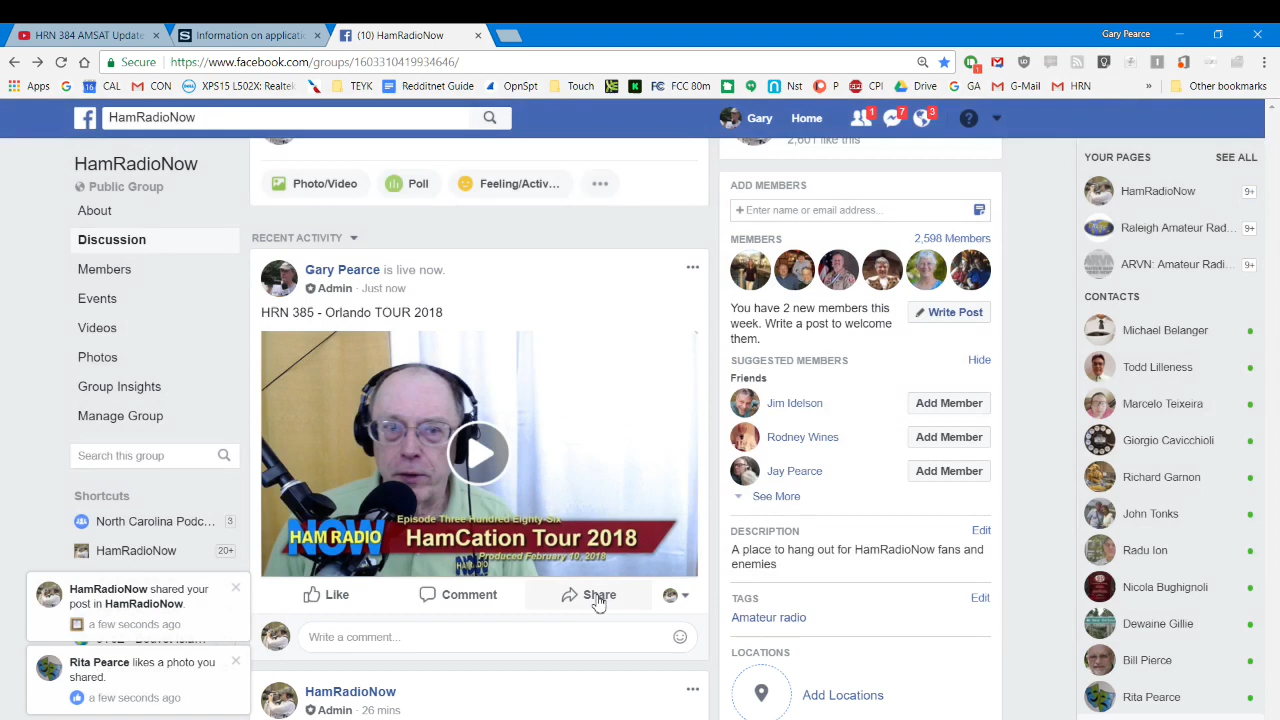 HRN 384 AMSAT Update
Information on applicatio
(10) HamRadioNow
Gary Pearce
Secure
https://www.facebook.com/groups/1603310419934646/
Apps
CAL
CON
XPS15 L502X Realtek
TEYE
Redditnet Guide
OpnSpt
Touch
FCC 80m
Nst
P
CPI
Drive
GA
G-Mail
HRN
»
Other bookmarks
HamRadioNow
Gary
Home
1
7
3
HamRadioNow
Public Group
About
Discussion
Members
Events
Videos
Photos
Group Insights
Manage Group
Search this group
Shortcuts
North Carolina Podc...
3
HamRadioNow
20+
HamRadioNow shared your
post in HamRadioNow.
a few seconds ago
Rita Pearce likes a photo you
shared.
a few seconds ago
Photo/Video
Poll
Feeling/Activ...
RECENT ACTIVITY
Gary Pearce is live now.
Admin · Just now
HRN 385 - Orlando TOUR 2018
Episode Three Hundred Eighty-Six
HAM RADIO
NOW
HamCation Tour 2018
Produced February 10, 2018
Like
Comment
Share
Write a comment...
HamRadioNow
Admin · 26 mins
2,601 like this
ADD MEMBERS
+ Enter name or email address...
MEMBERS
2,598 Members
You have 2 new members this
week. Write a post to welcome
them.
Write Post
SUGGESTED MEMBERS
Hide
Friends
Jim Idelson
Add Member
Rodney Wines
Add Member
Jay Pearce
Add Member
See More
DESCRIPTION
Edit
A place to hang out for HamRadioNow fans and
enemies
TAGS
Edit
Amateur radio
LOCATIONS
Add Locations
YOUR PAGES
SEE ALL
HamRadioNow
9+
Raleigh Amateur Rad...
9+
ARVN: Amateur Radi...
9+
CONTACTS
Michael Belanger
Todd Lilleness
Marcelo Teixeira
Giorgio Cavicchioli
Richard Garnon
John Tonks
Radu Ion
Nicola Bughignoli
Dewaine Gillie
Bill Pierce
Rita Pearce